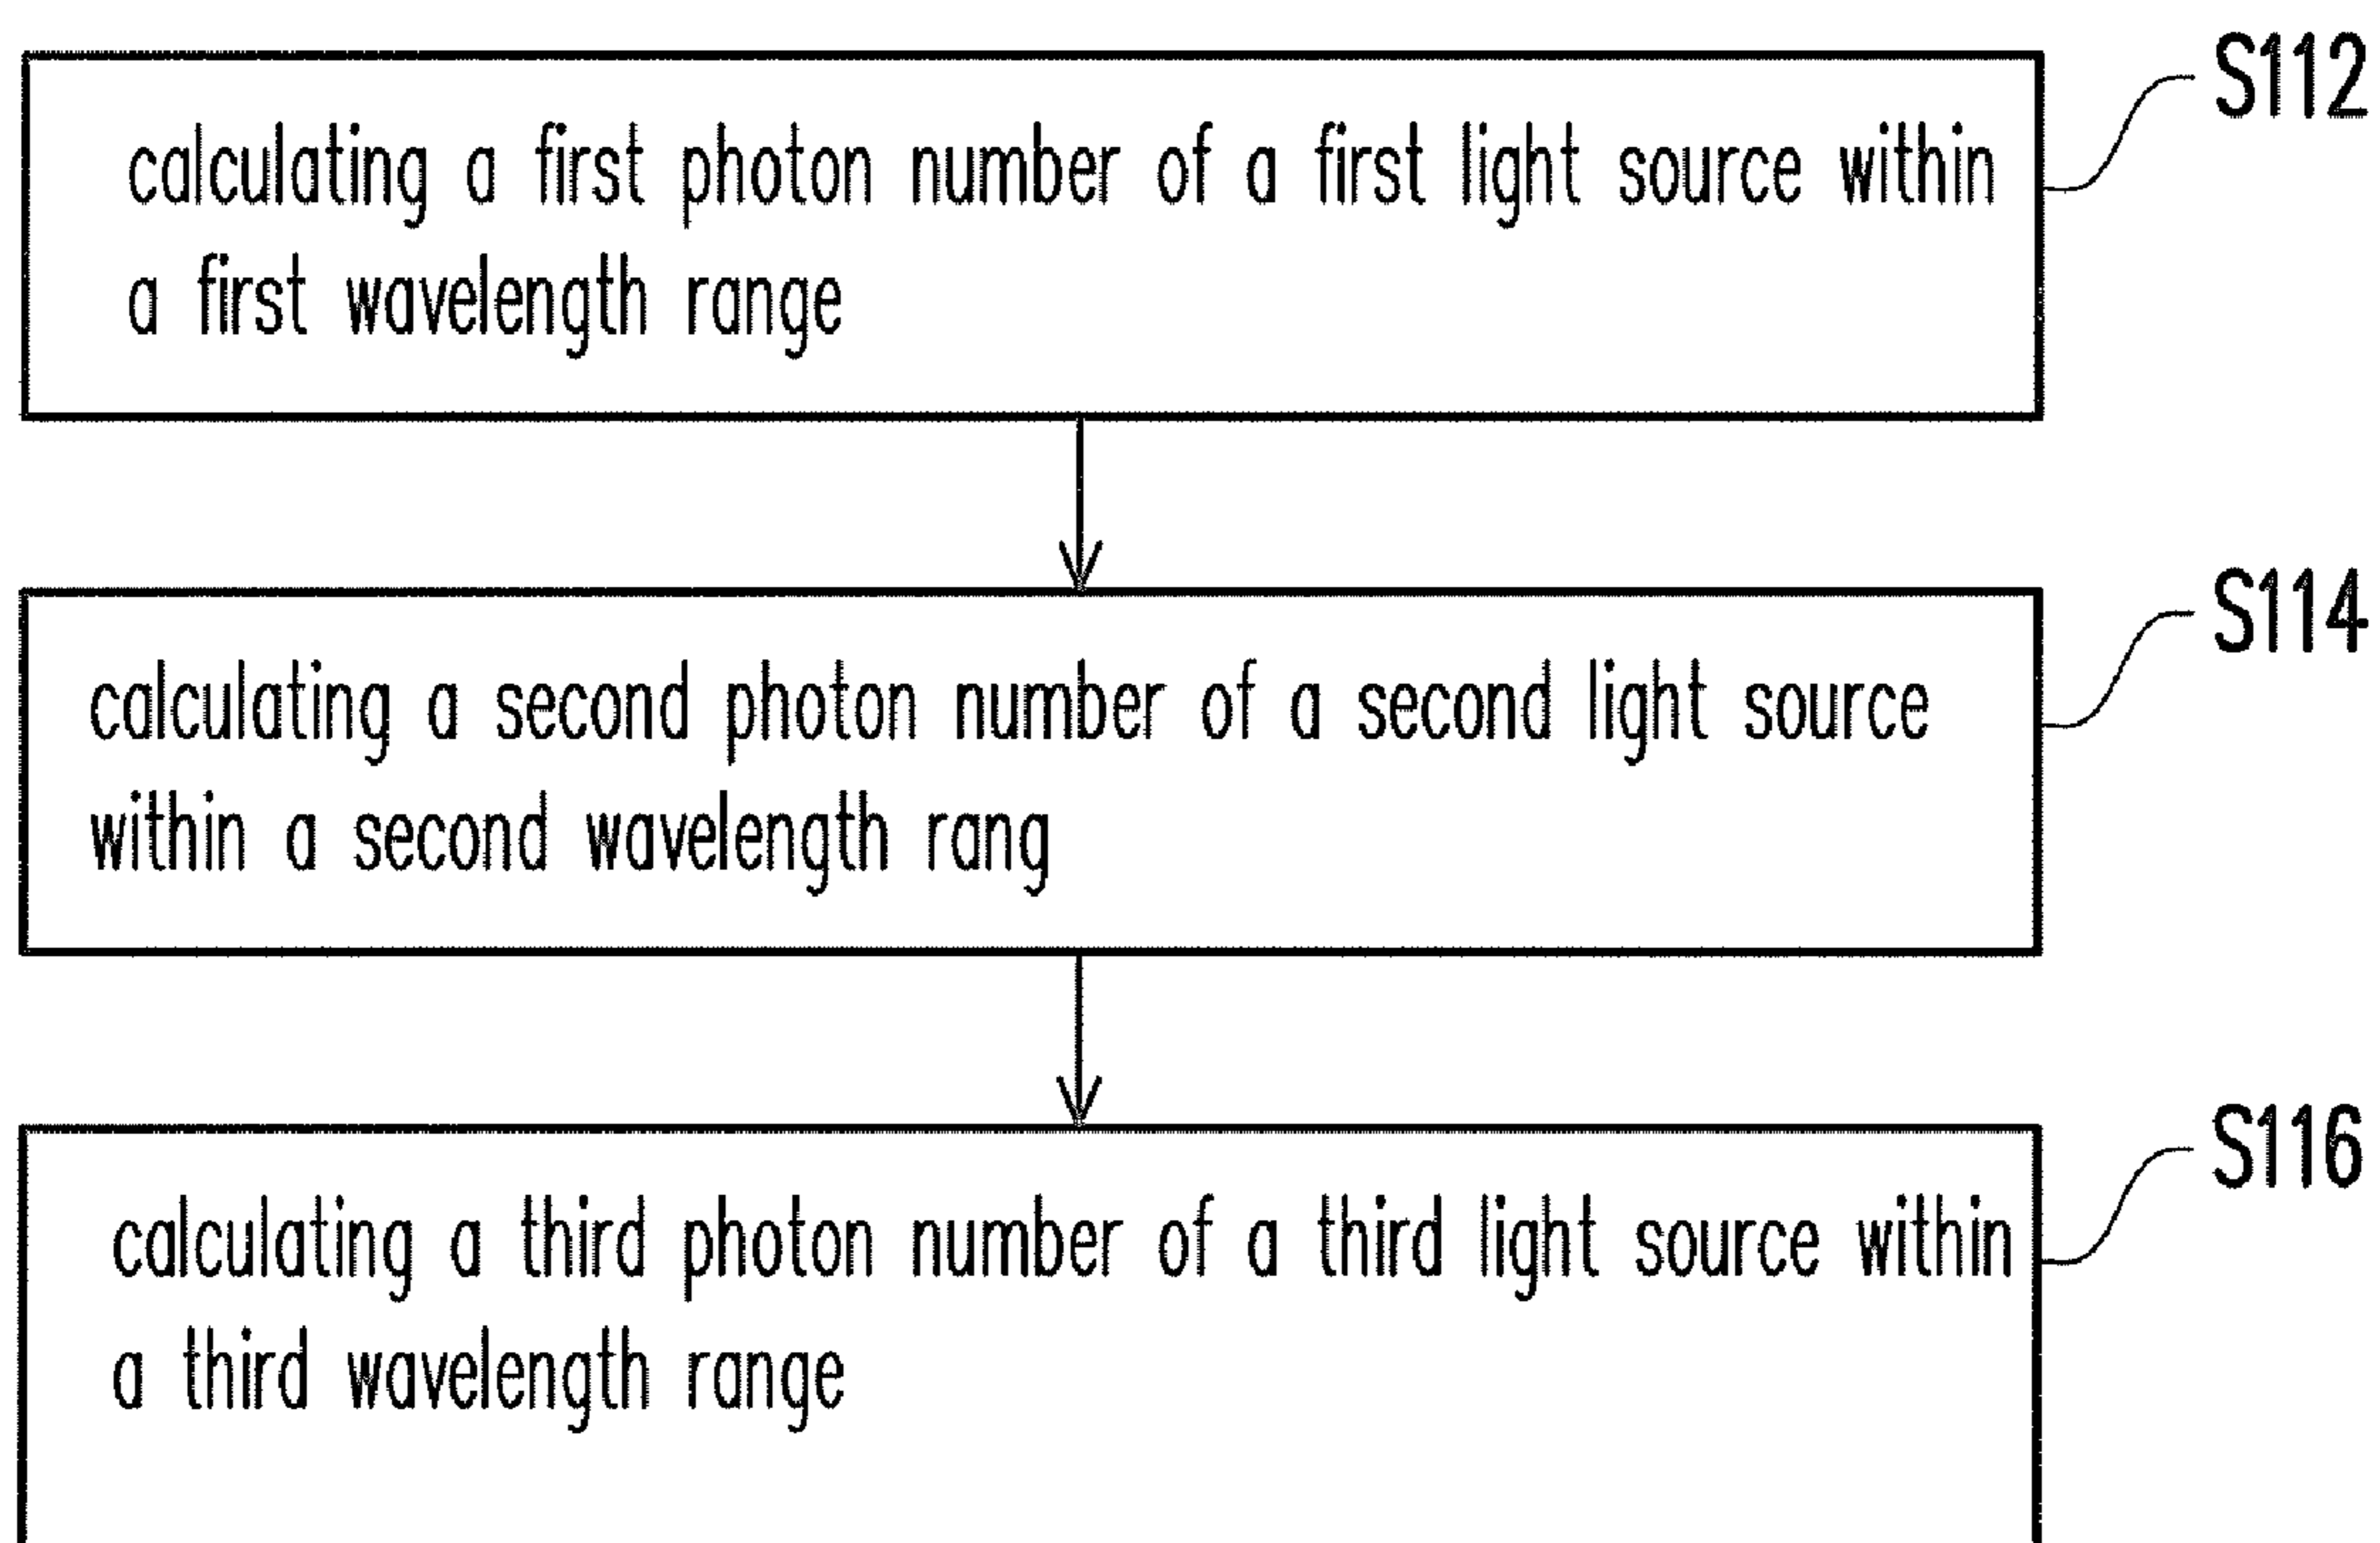 S112
calculating a first photon number of a first light source within
a first wavelength range
S114
calculating a second photon number of a second light source
within a second wavelength rang
S116
calculating a third photon number of a third light source within
a third wavelength range